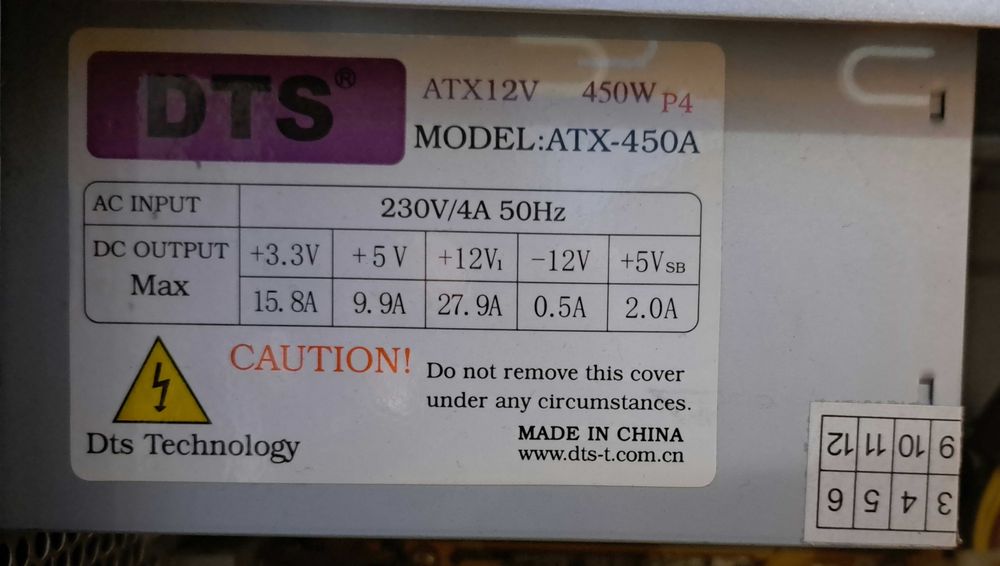 DTS®
ATX12V 450W P4
MODEL:ATX-450A
AC INPUT 230V/4A 50Hz
DC OUTPUT Max +3.3V +5V +12V1 -12V +5VSB
15.8A 9.9A 27.9A 0.5A 2.0A
CAUTION! Do not remove this cover
under any circumstances.
Dts Technology
MADE IN CHINA
www.dts-t.com.cn
3 4 5 6
9 10 11 12